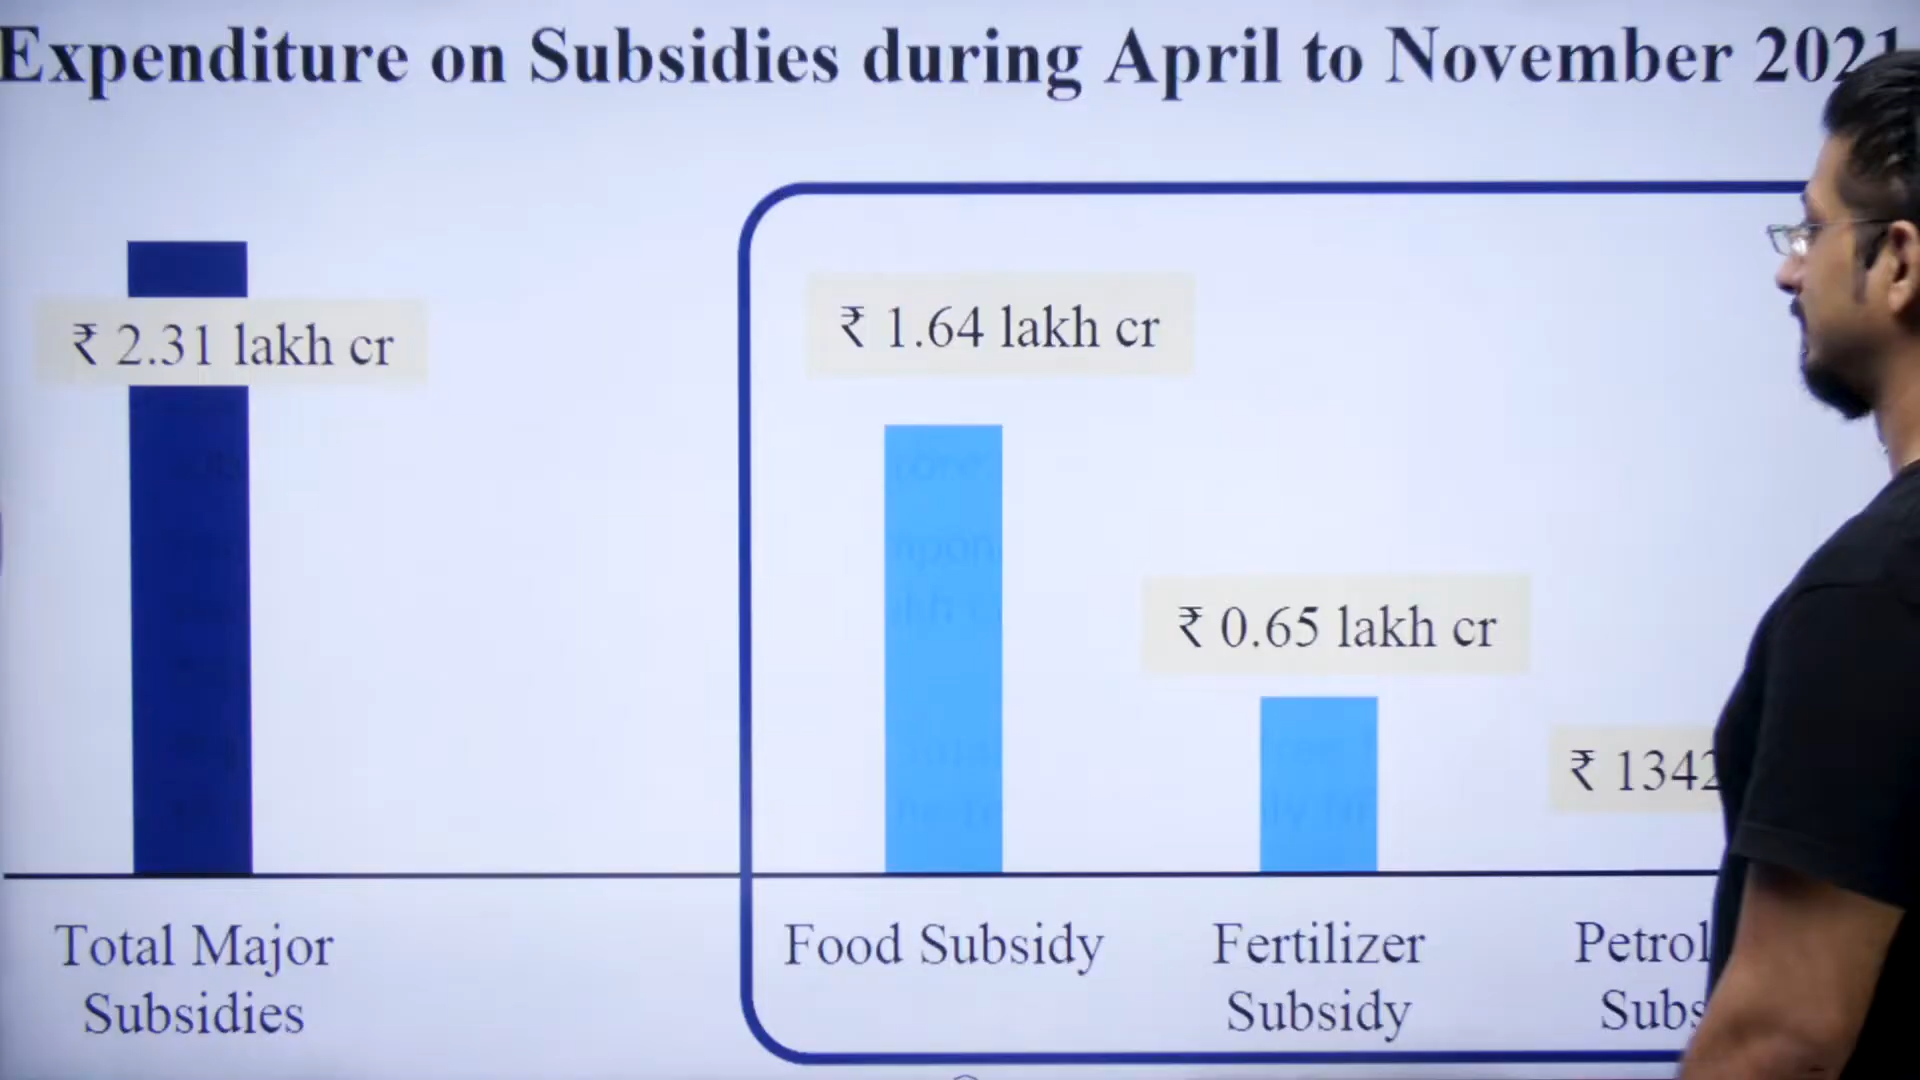 Expenditure on Subsidies during April to November 2021
₹ 2.31 lakh cr
₹ 1.64 lakh cr
₹ 0.65 lakh cr
₹ 1342
Total Major
Subsidies
Food Subsidy
Fertilizer
Subsidy
Petrol
Subs